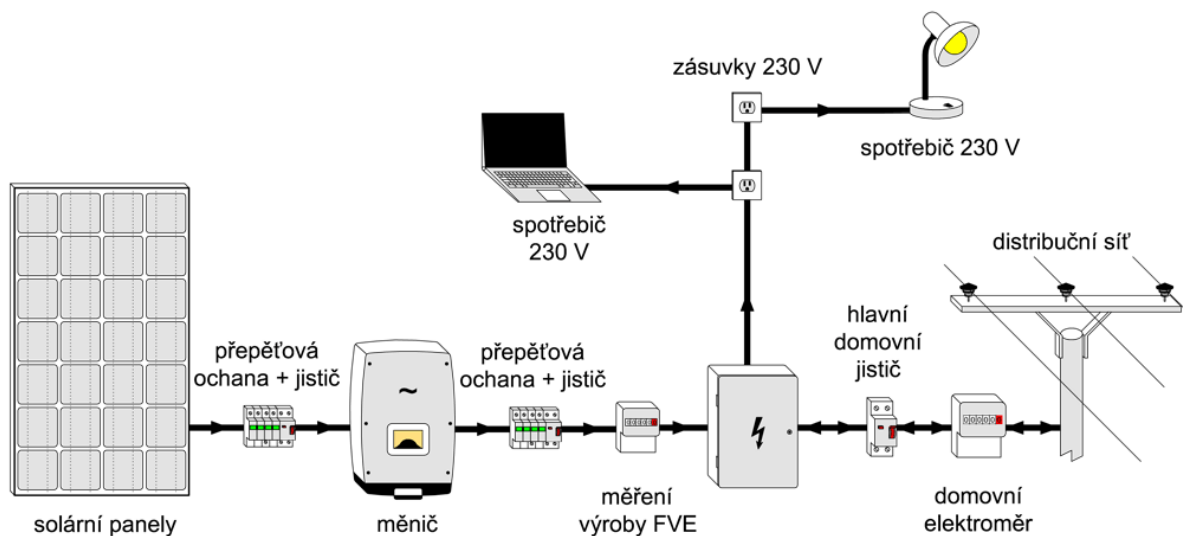 zásuvky 230 V
spotřebič 230 V
spotřebič
230 V
distribuční síť
hlavní
domovní
jistič
přepěťová
ochana + jistič
~
přepěťová
ochana + jistič
solární panely
měnič
měření
výroby FVE
domovní
elektroměr